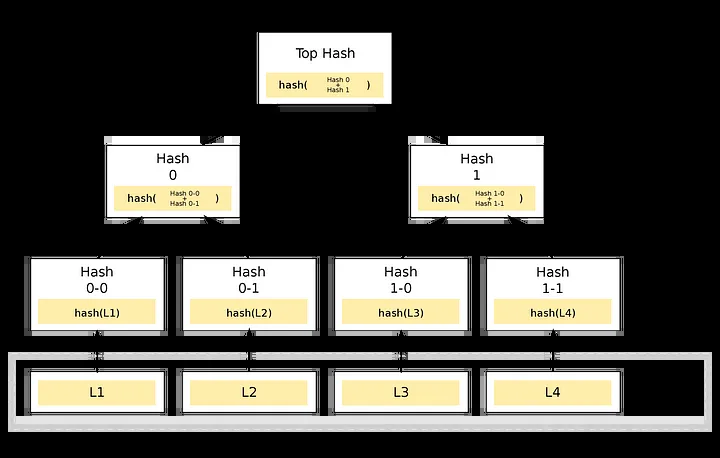 Top Hash
hash( Hash 0 + Hash 1 )
Hash 0
hash( Hash 0-0 + Hash 0-1 )
Hash 1
hash( Hash 1-0 + Hash 1-1 )
Hash 0-0
hash(L1)
Hash 0-1
hash(L2)
Hash 1-0
hash(L3)
Hash 1-1
hash(L4)
L1
L2
L3
L4